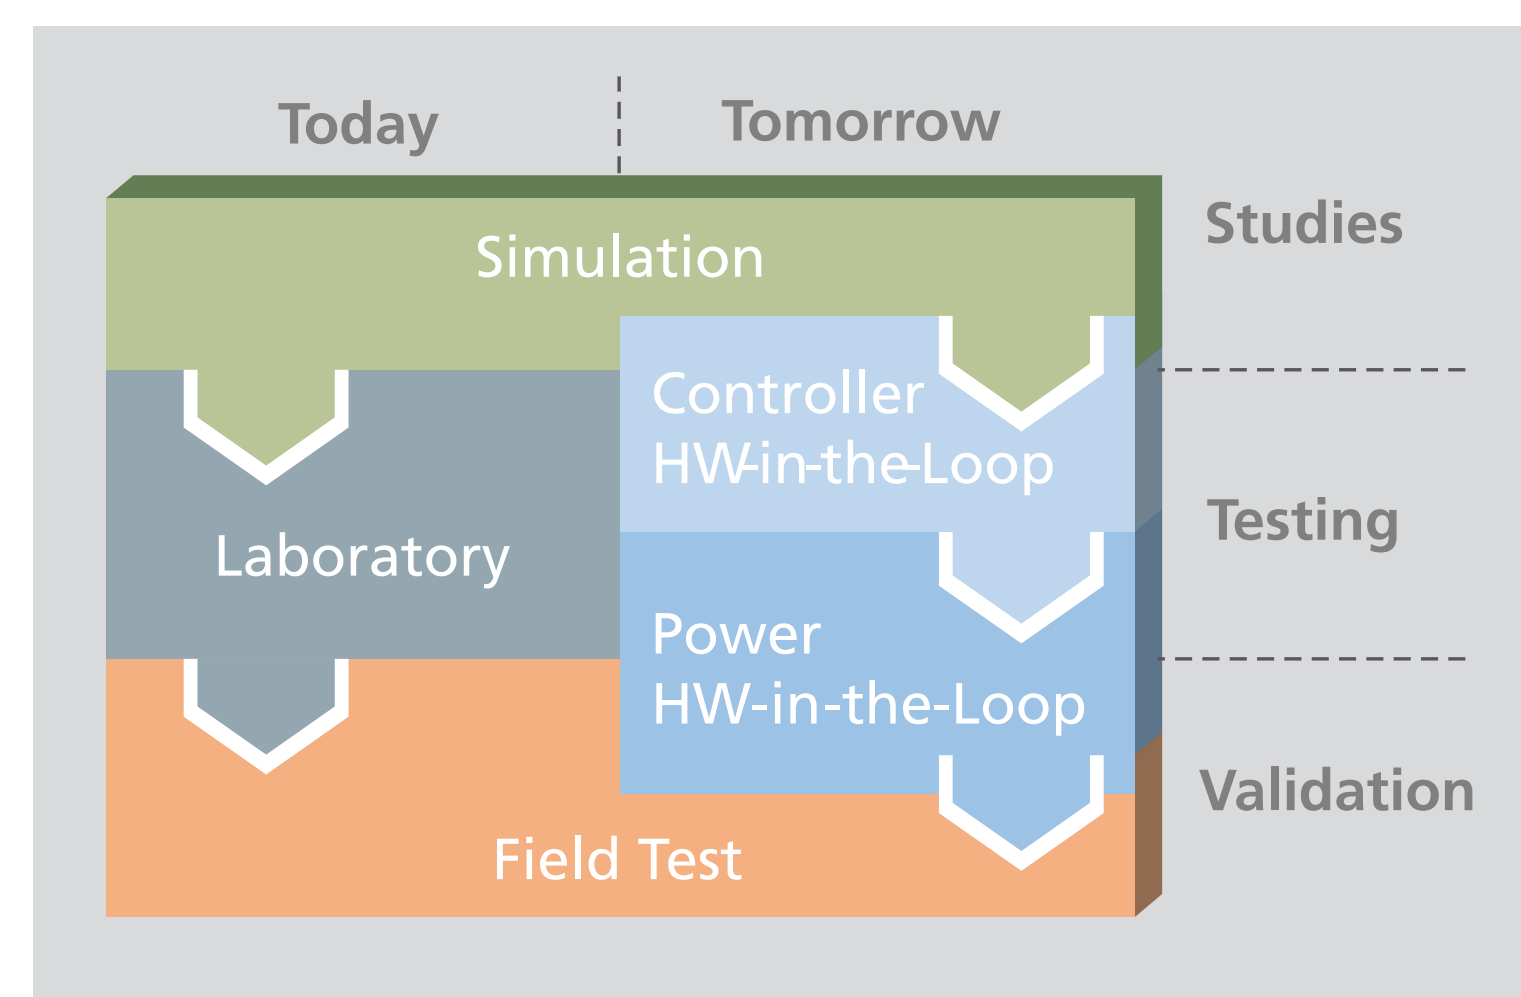 Today
Tomorrow
Studies
Simulation
Controller
HW-in-the-Loop
Testing
Laboratory
Power
HW-in-the-Loop
Validation
Field Test